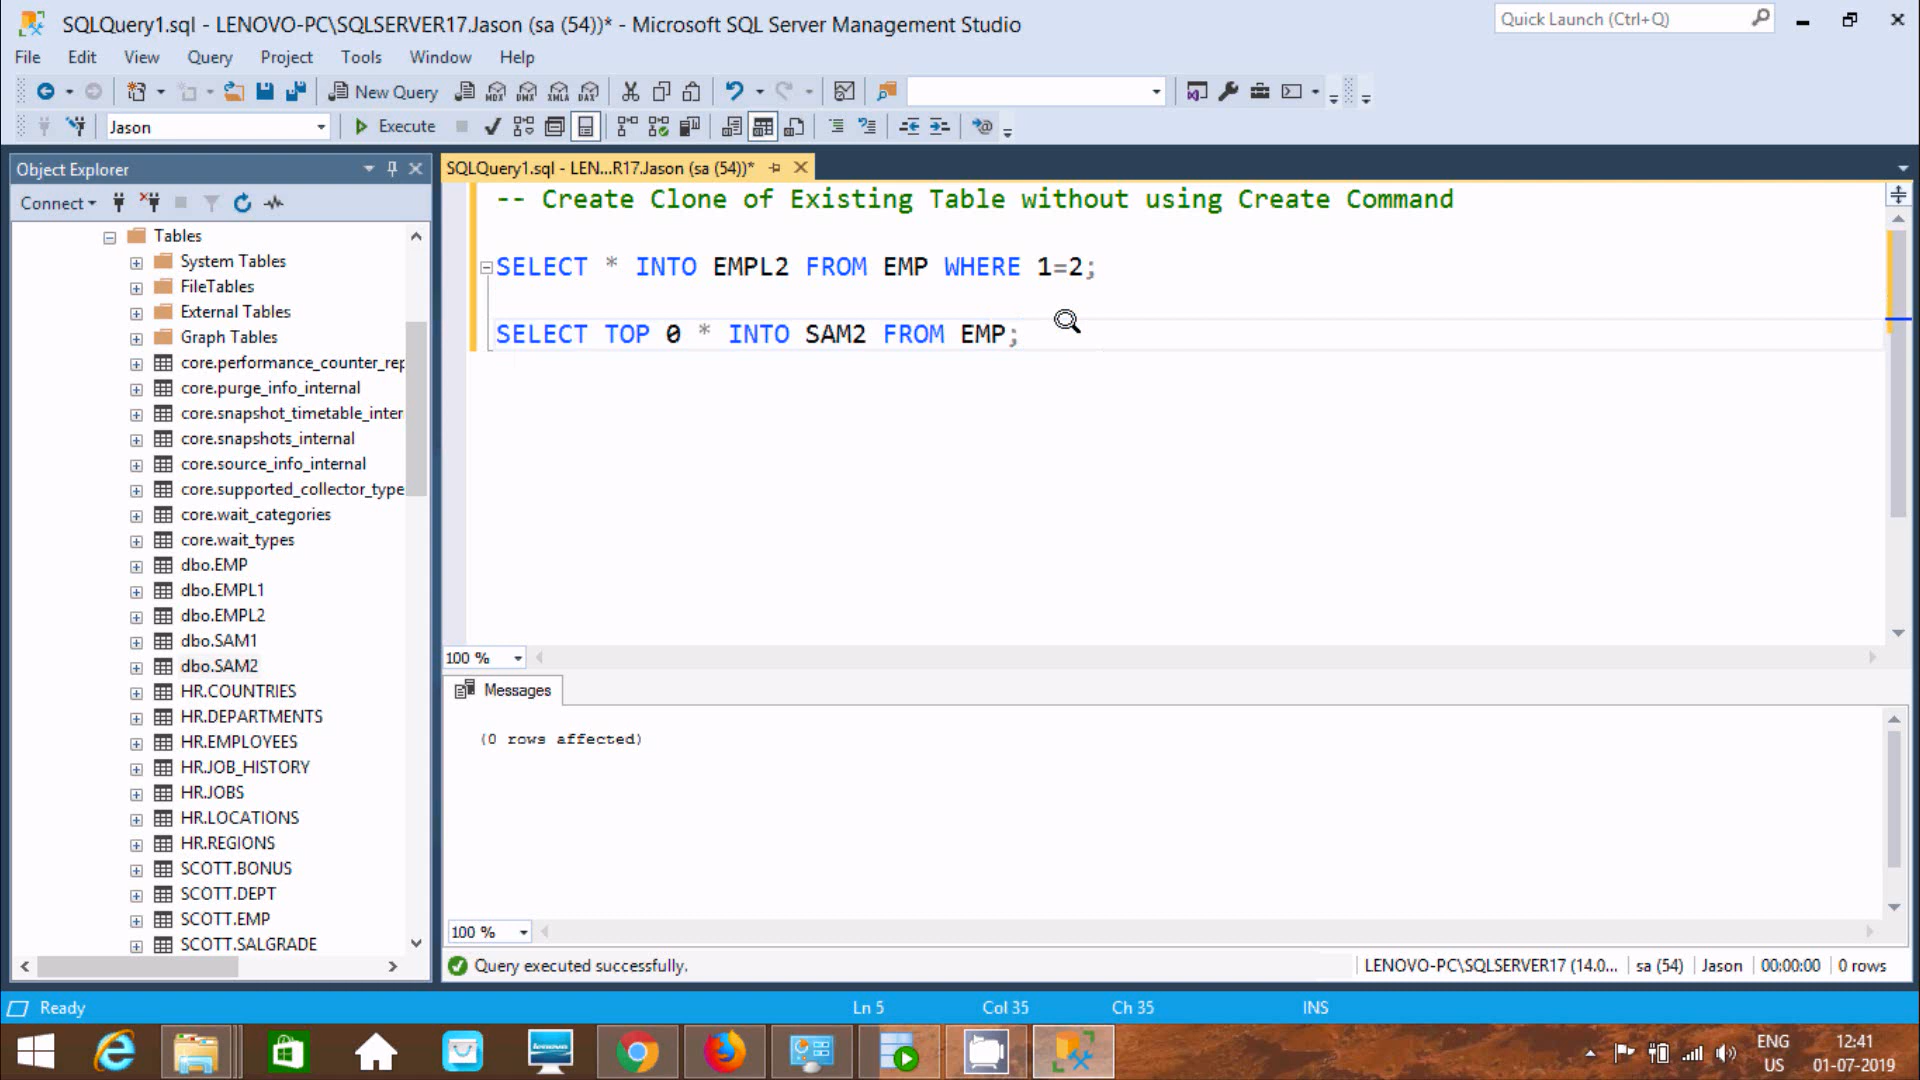 SQLQuery1.sql - LENOVO-PC\SQLSERVER17.Jason (sa (54))* - Microsoft SQL Server Management Studio
Quick Launch (Ctrl+Q)
File Edit View Query Project Tools Window Help
New Query
MDX DMX XMLA DAX
Jason Execute
Object Explorer
Connect
Tables
System Tables
FileTables
External Tables
Graph Tables
core.performance_counter_rep
core.purge_info_internal
core.snapshot_timetable_inter
core.snapshots_internal
core.source_info_internal
core.supported_collector_type
core.wait_categories
core.wait_types
dbo.EMP
dbo.EMPL1
dbo.EMPL2
dbo.SAM1
dbo.SAM2
HR.COUNTRIES
HR.DEPARTMENTS
HR.EMPLOYEES
HR.JOB_HISTORY
HR.JOBS
HR.LOCATIONS
HR.REGIONS
SCOTT.BONUS
SCOTT.DEPT
SCOTT.EMP
SCOTT.SALGRADE
SQLQuery1.sql - LEN...R17.Jason (sa (54))*
-- Create Clone of Existing Table without using Create Command
SELECT * INTO EMPL2 FROM EMP WHERE 1=2;
SELECT TOP 0 * INTO SAM2 FROM EMP;
100 %
Messages
(0 rows affected)
100 %
Query executed successfully.
LENOVO-PC\SQLSERVER17 (14.0... sa (54) Jason 00:00:00 0 rows
Ready Ln 5 Col 35 Ch 35 INS
ENG
US
12:41
01-07-2019